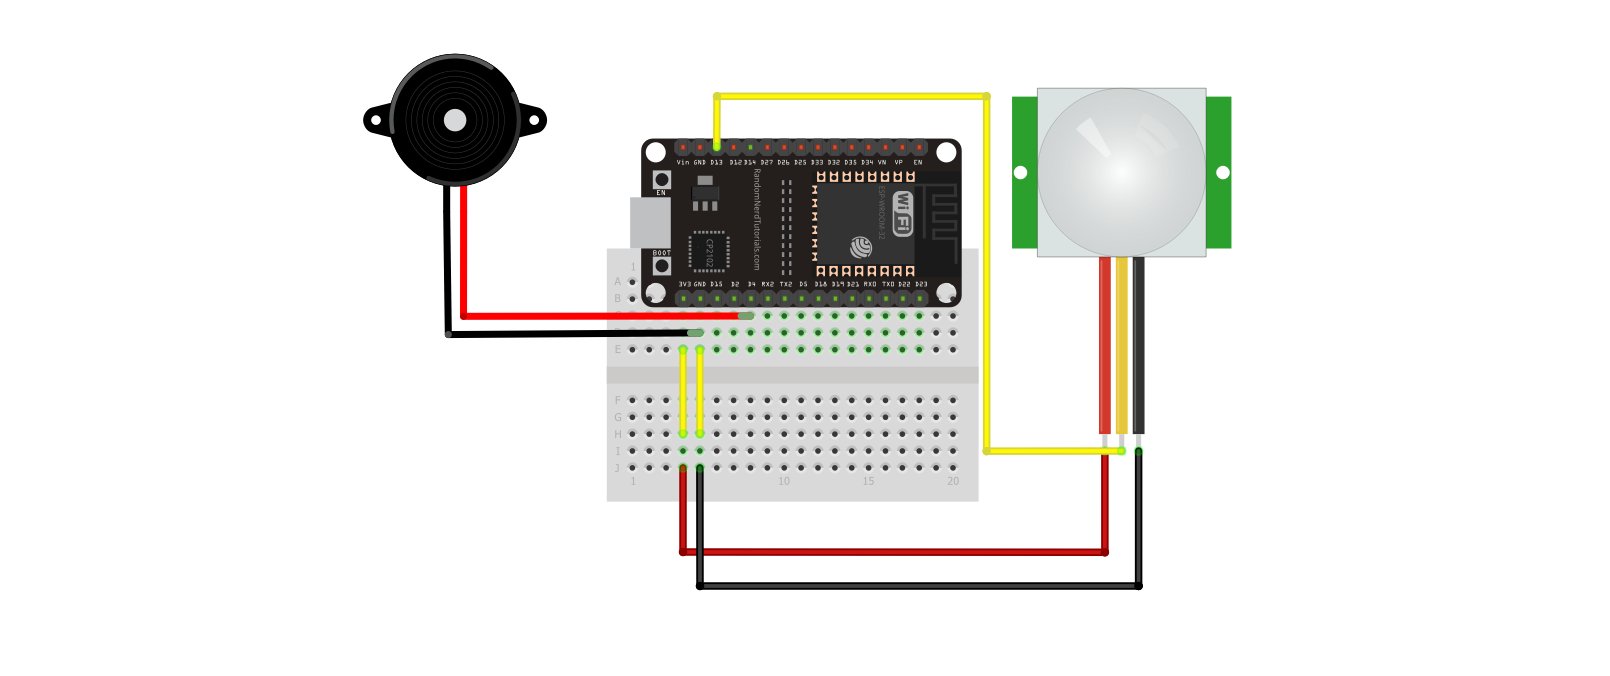 Vin GND D13 D12 D14 D27 D26 D25 D33 D32 D35 D34 VN VP EN
EN
RandomNerdTutorials.com
ESP-WROOM-32
WiFi
CP2102
BOOT
1
A
B
3V3 GND D15 D2 D4 RX2 TX2 D5 D18 D19 D21 RX0 TX0 D22 D23
E
F
G
H
I
J
1 10 15 20